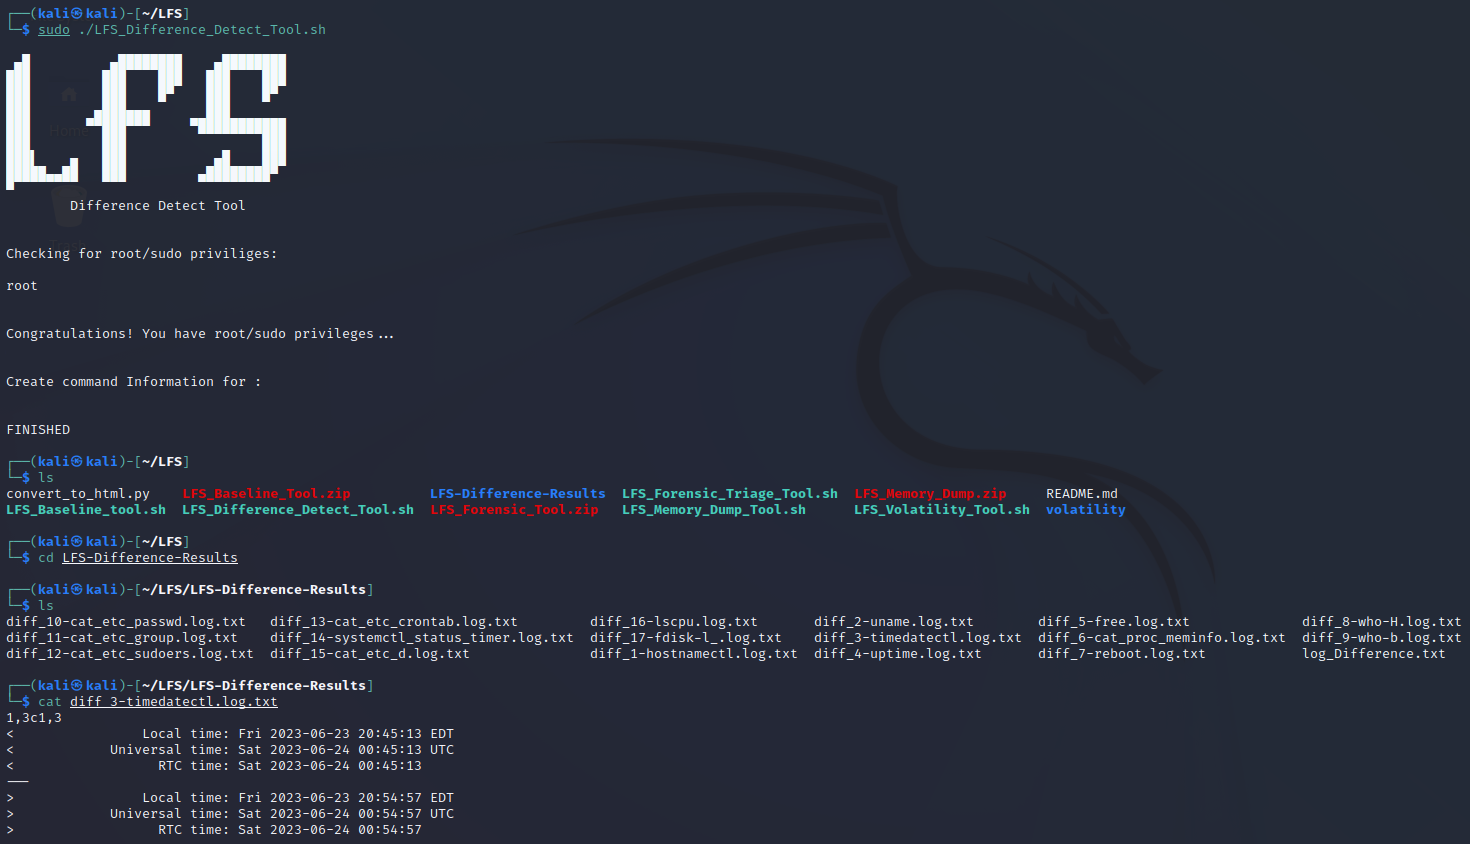 ┌──(kali㉿kali)-[~/LFS]
└─$ sudo ./LFS_Difference_Detect_Tool.sh
LFS
Home
Difference Detect Tool
Checking for root/sudo priviliges:
root
Congratulations! You have root/sudo privileges...
Create command Information for :
FINISHED
┌──(kali㉿kali)-[~/LFS]
└─$ ls
convert_to_html.py LFS_Baseline_Tool.zip LFS-Difference-Results LFS_Forensic_Triage_Tool.sh LFS_Memory_Dump.zip README.md
LFS_Baseline_tool.sh LFS_Difference_Detect_Tool.sh LFS_Forensic_Tool.zip LFS_Memory_Dump_Tool.sh LFS_Volatility_Tool.sh volatility
┌──(kali㉿kali)-[~/LFS]
└─$ cd LFS-Difference-Results
┌──(kali㉿kali)-[~/LFS/LFS-Difference-Results]
└─$ ls
diff_10-cat_etc_passwd.log.txt diff_13-cat_etc_crontab.log.txt diff_16-lscpu.log.txt diff_2-uname.log.txt diff_5-free.log.txt diff_8-who-H.log.txt
diff_11-cat_etc_group.log.txt diff_14-systemctl_status_timer.log.txt diff_17-fdisk-l_.log.txt diff_3-timedatectl.log.txt diff_6-cat_proc_meminfo.log.txt diff_9-who-b.log.txt
diff_12-cat_etc_sudoers.log.txt diff_15-cat_etc_d.log.txt diff_1-hostnamectl.log.txt diff_4-uptime.log.txt diff_7-reboot.log.txt log_Difference.txt
┌──(kali㉿kali)-[~/LFS/LFS-Difference-Results]
└─$ cat diff_3-timedatectl.log.txt
1,3c1,3
< Local time: Fri 2023-06-23 20:45:13 EDT
< Universal time: Sat 2023-06-24 00:45:13 UTC
< RTC time: Sat 2023-06-24 00:45:13
---
> Local time: Fri 2023-06-23 20:54:57 EDT
> Universal time: Sat 2023-06-24 00:54:57 UTC
> RTC time: Sat 2023-06-24 00:54:57